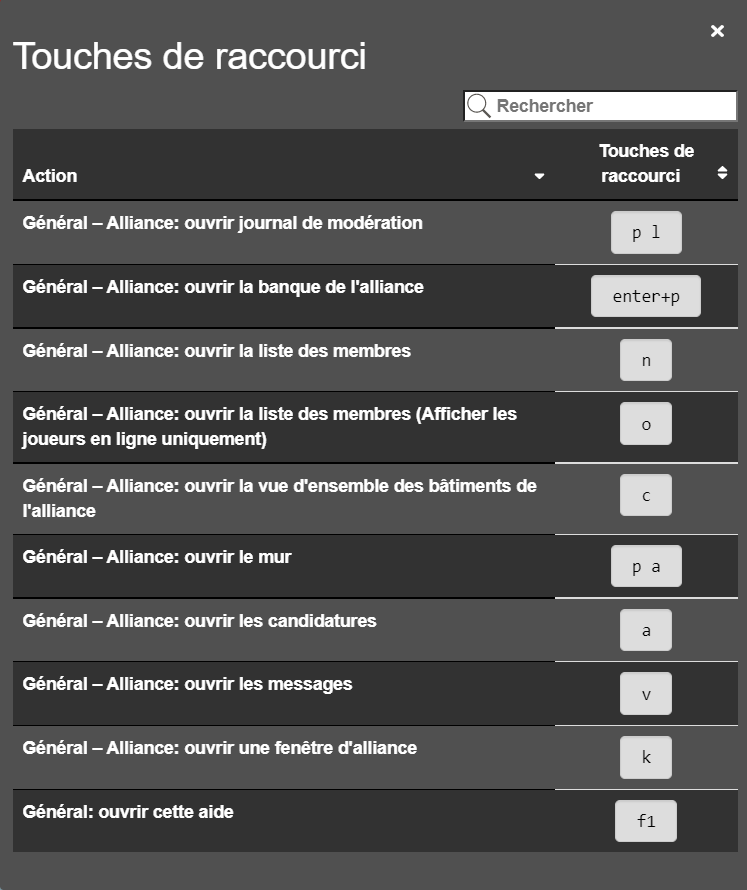 ×
Touches de raccourci
Rechercher
Action
Touches de
raccourci
Général – Alliance: ouvrir journal de modération
p l
Général – Alliance: ouvrir la banque de l'alliance
enter+p
Général – Alliance: ouvrir la liste des membres
n
Général – Alliance: ouvrir la liste des membres (Afficher les
joueurs en ligne uniquement)
o
Général – Alliance: ouvrir la vue d'ensemble des bâtiments de
l'alliance
c
Général – Alliance: ouvrir le mur
p a
Général – Alliance: ouvrir les candidatures
a
Général – Alliance: ouvrir les messages
v
Général – Alliance: ouvrir une fenêtre d'alliance
k
Général: ouvrir cette aide
f1